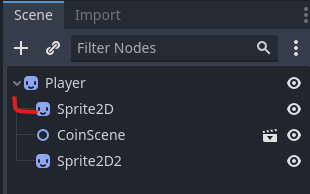 Scene Import
Filter Nodes
Player
Sprite2D
CoinScene
Sprite2D2